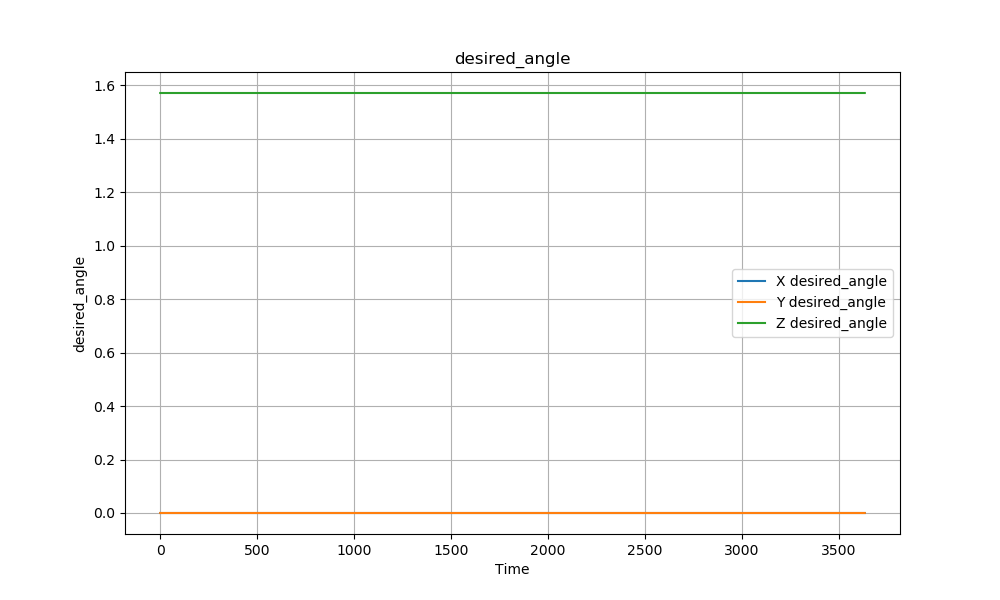 desired_angle
1.6
1.4
1.2
1.0
0.8
0.6
0.4
0.2
0.0
desired_angle
X desired_angle
Y desired_angle
Z desired_angle
0 500 1000 1500 2000 2500 3000 3500
Time